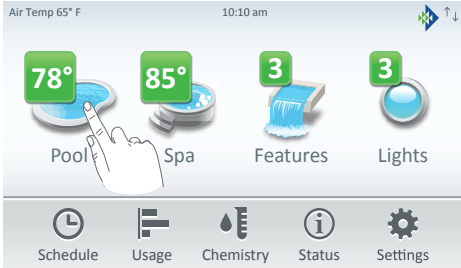 Air Temp 65° F 10:10 am
78° 85° 3 3
Pool Spa Features Lights
Schedule Usage Chemistry Status Settings